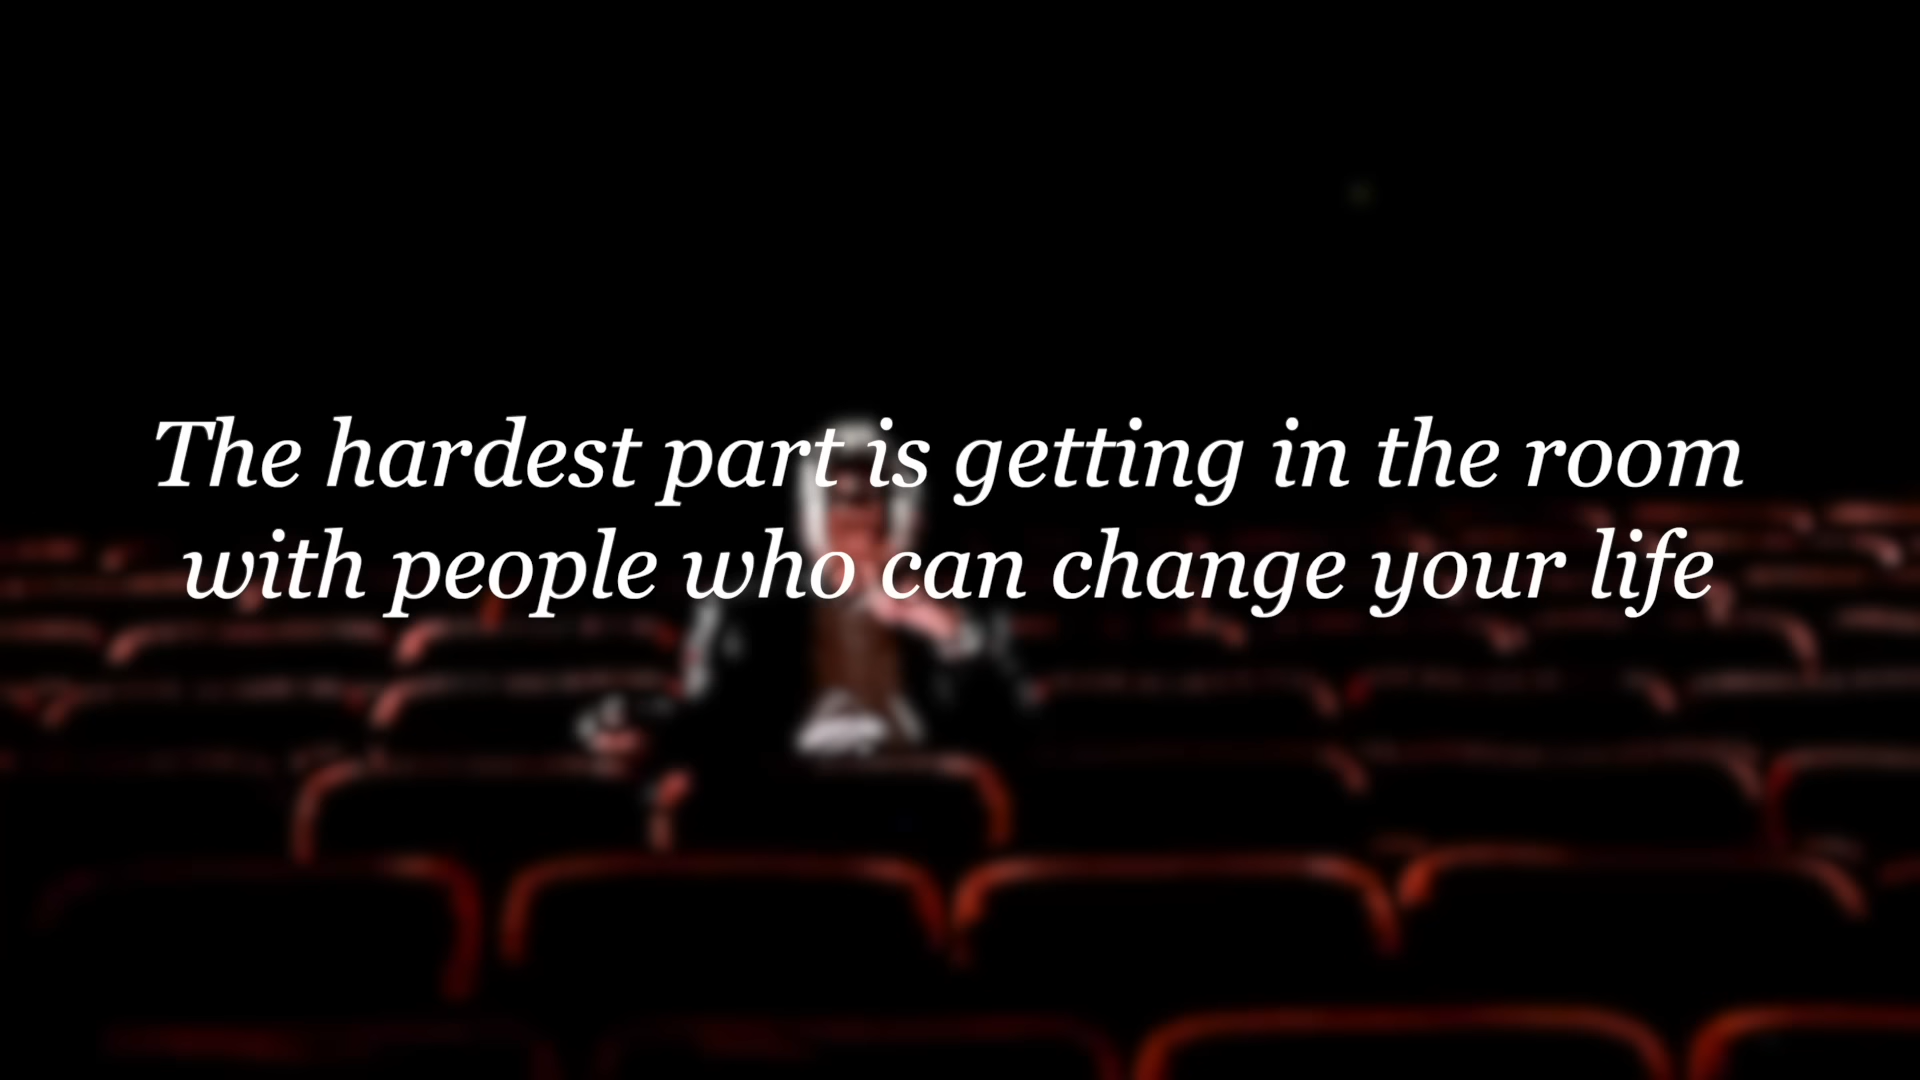 The hardest part is getting in the room
with people who can change your life